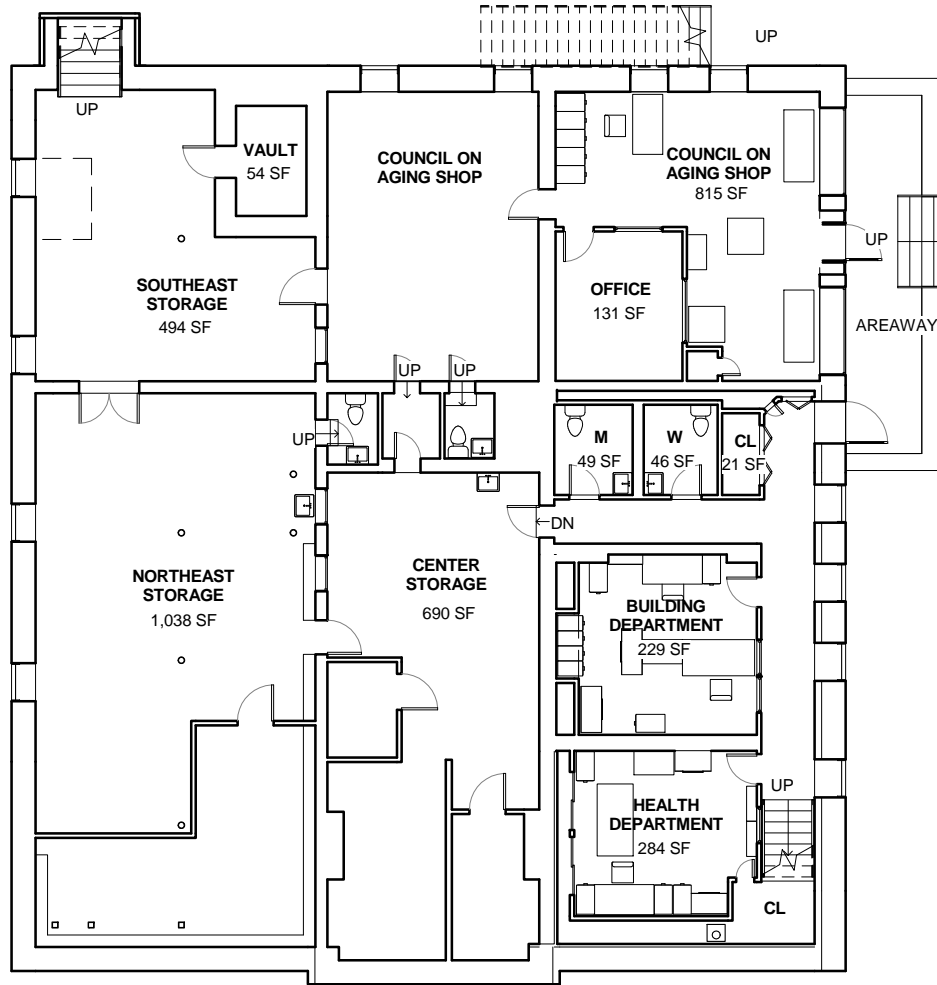 UP
UP
VAULT
54 SF
COUNCIL ON
AGING SHOP
COUNCIL ON
AGING SHOP
815 SF
UP
SOUTHEAST
STORAGE
494 SF
OFFICE
131 SF
AREAWAY
UP
UP
UP
M
49 SF
W
46 SF
CL
21 SF
DN
NORTHEAST
STORAGE
1,038 SF
CENTER
STORAGE
690 SF
BUILDING
DEPARTMENT
229 SF
UP
HEALTH
DEPARTMENT
284 SF
CL